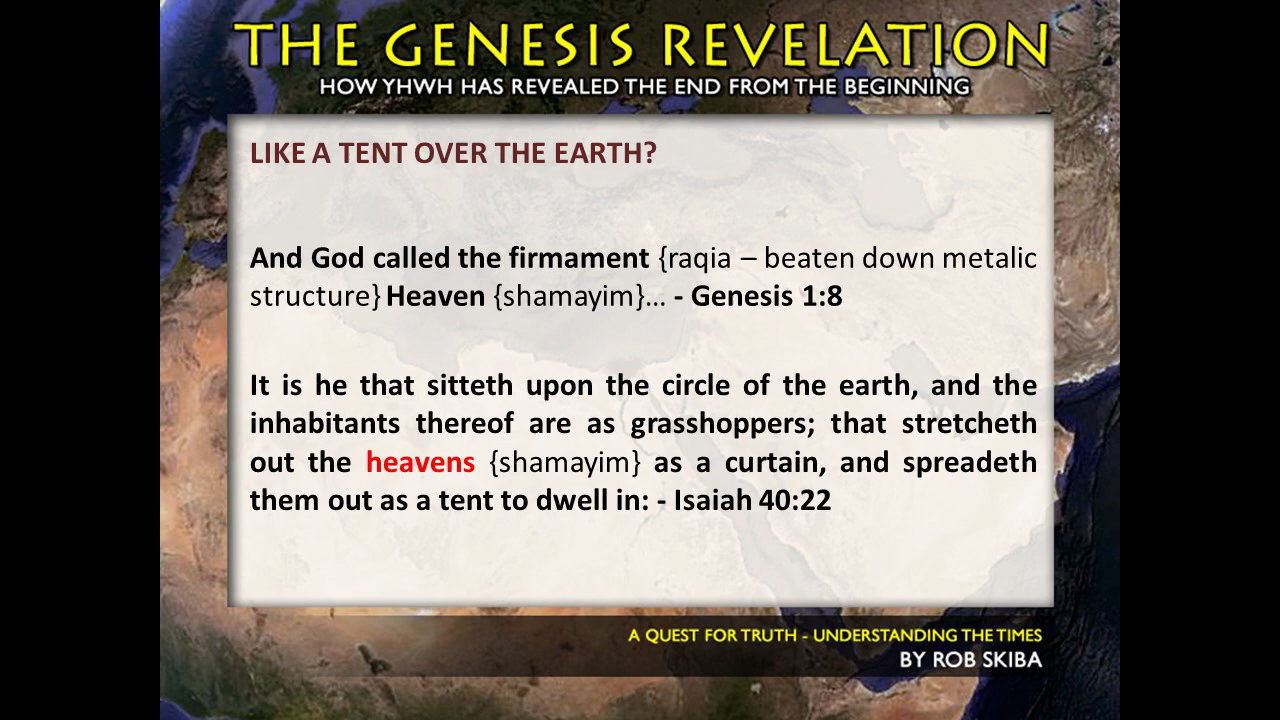 THE GENESIS REVELATION
HOW YHWH HAS REVEALED THE END FROM THE BEGINNING
LIKE A TENT OVER THE EARTH?
And God called the firmament {raqia – beaten down metalic
structure} Heaven {shamayim}… - Genesis 1:8
It is he that sitteth upon the circle of the earth, and the
inhabitants thereof are as grasshoppers; that stretcheth
out the heavens {shamayim} as a curtain, and spreadeth
them out as a tent to dwell in: - Isaiah 40:22
A QUEST FOR TRUTH - UNDERSTANDING THE TIMES
BY ROB SKIBA